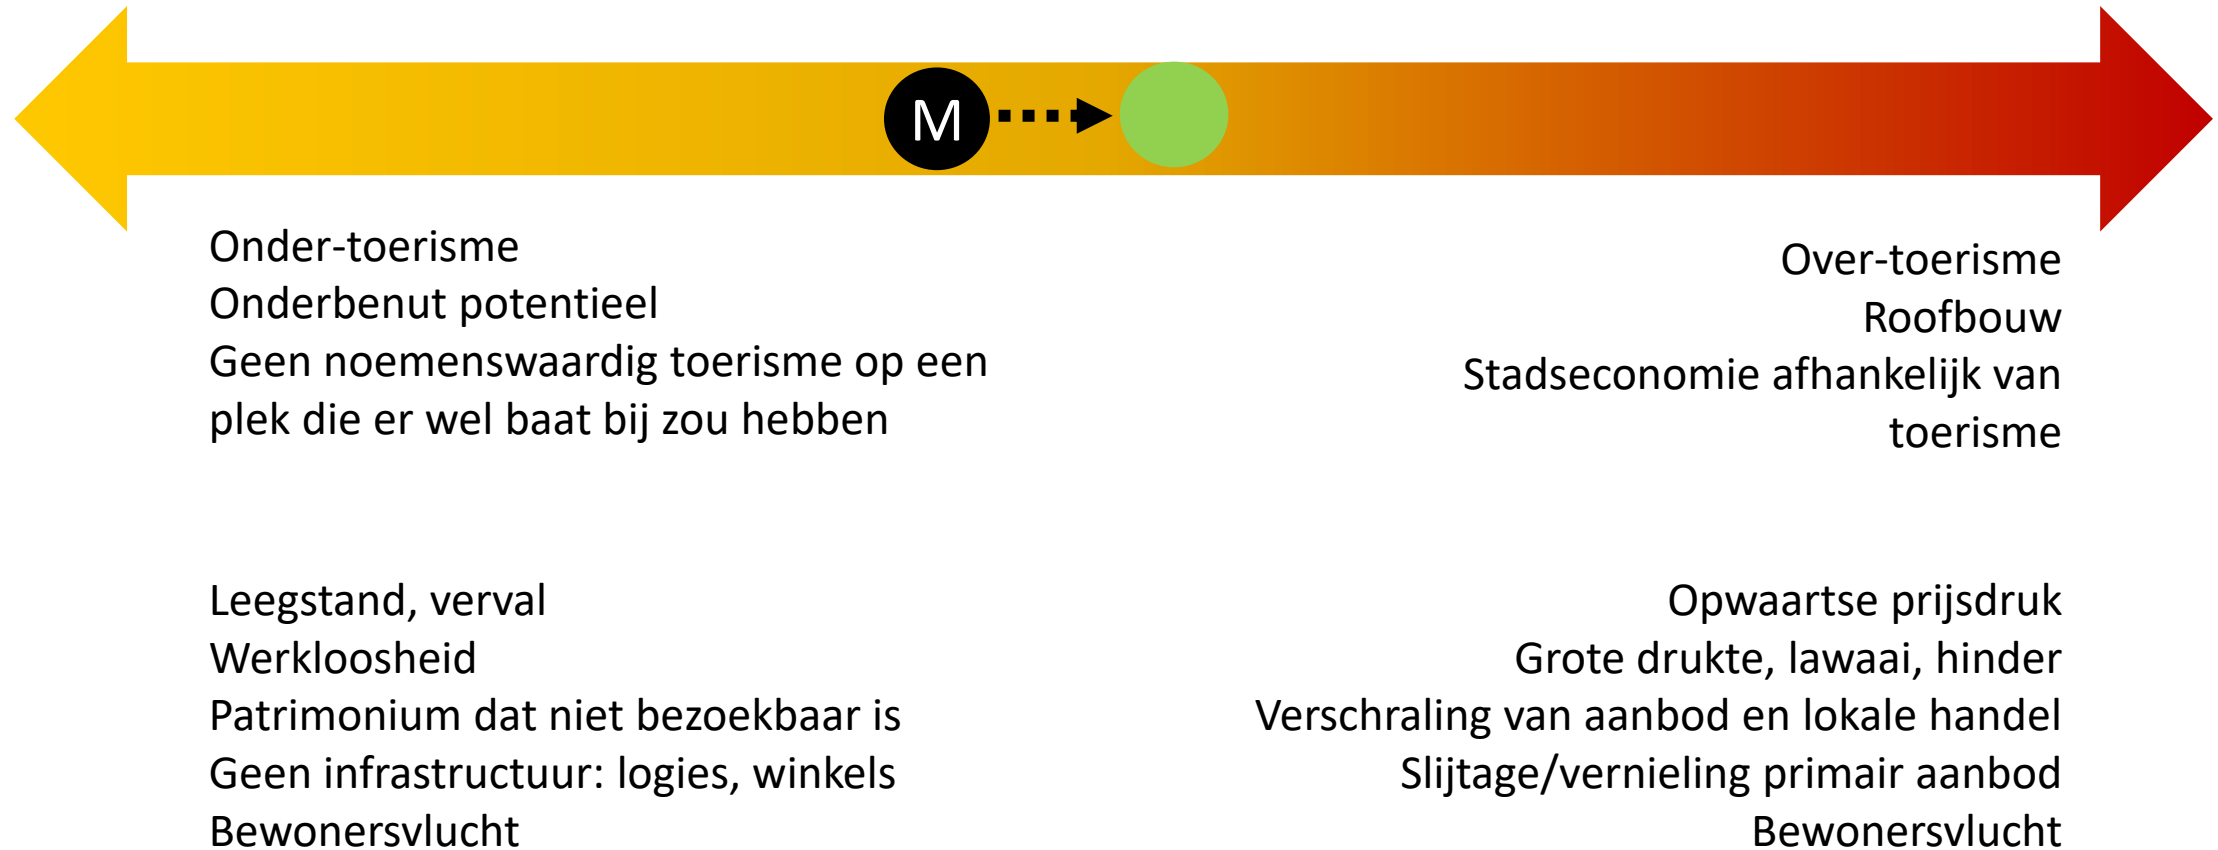 M
Onder-toerisme
Onderbenut potentieel
Geen noemenswaardig toerisme op een
plek die er wel baat bij zou hebben
Over-toerisme
Roofbouw
Stadseconomie afhankelijk van
toerisme
Leegstand, verval
Werkloosheid
Patrimonium dat niet bezoekbaar is
Geen infrastructuur: logies, winkels
Bewonersvlucht
Opwaartse prijsdruk
Grote drukte, lawaai, hinder
Verschraling van aanbod en lokale handel
Slijtage/vernieling primair aanbod
Bewonersvlucht